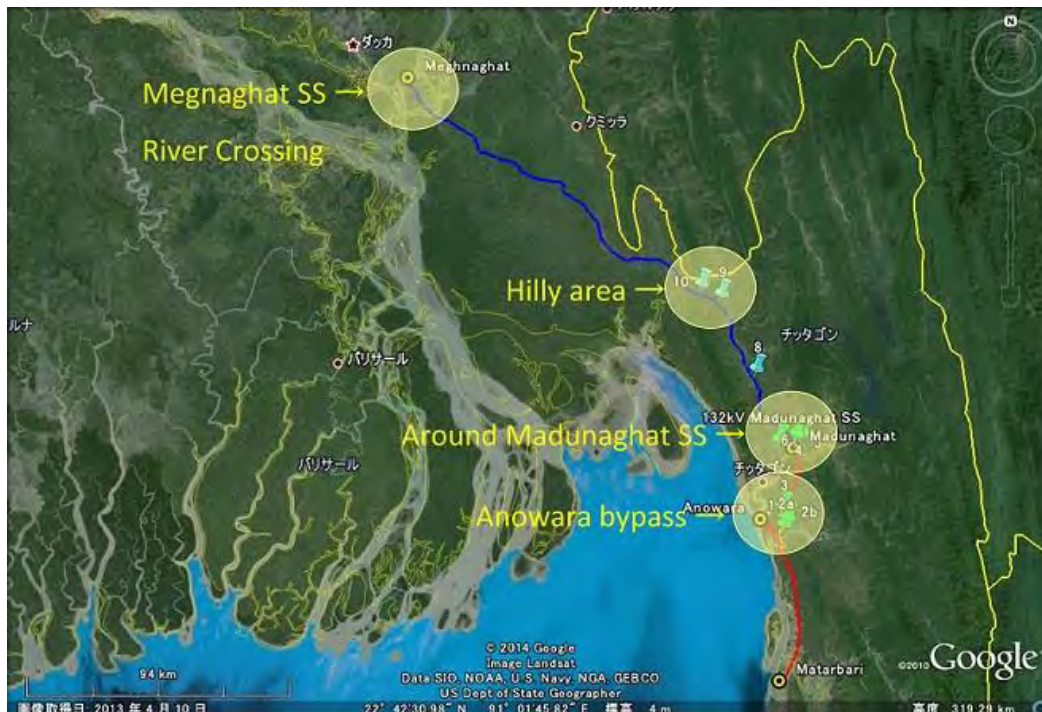 ダッカ
Meghnaghat
Megnaghat SS
River Crossing
クミッラ
Hilly area
10
9
チッタゴン
8
バリサール
132kV Madunaghat SS
Around Madunaghat SS
6
4
Madunaghat
バリサール
チッタゴン
3
Anowara
1
2a
2b
Anowara bypass
Matarbari
N
© 2014 Google
Image Landsat
Data SIO, NOAA, U.S. Navy, NGA, GEBCO
US Dept of State Geographer
©2010 Google
94 km
画像取得日: 2013 年 4 月 10 日
22° 42'30.98" N 91° 01'45.82" E 標高 4 m
高度 319.29 km